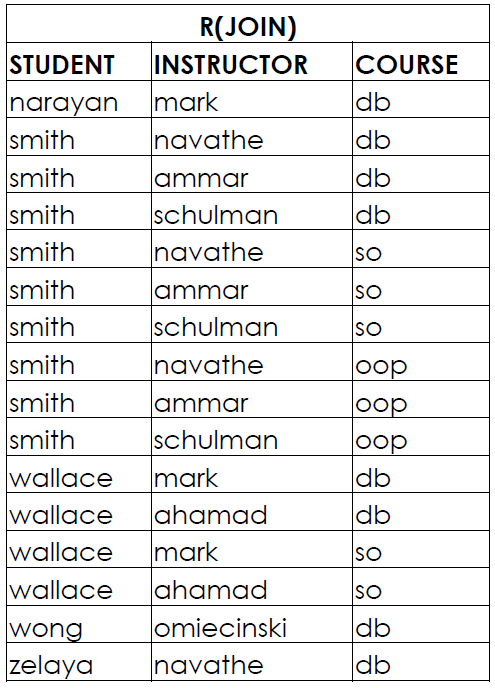 R(JOIN)
STUDENT INSTRUCTOR COURSE
narayan mark db
smith navathe db
smith ammar db
smith schulman db
smith navathe so
smith ammar so
smith schulman so
smith navathe oop
smith ammar oop
smith schulman oop
wallace mark db
wallace ahamad db
wallace mark so
wallace ahamad so
wong omiecinski db
zelaya navathe db